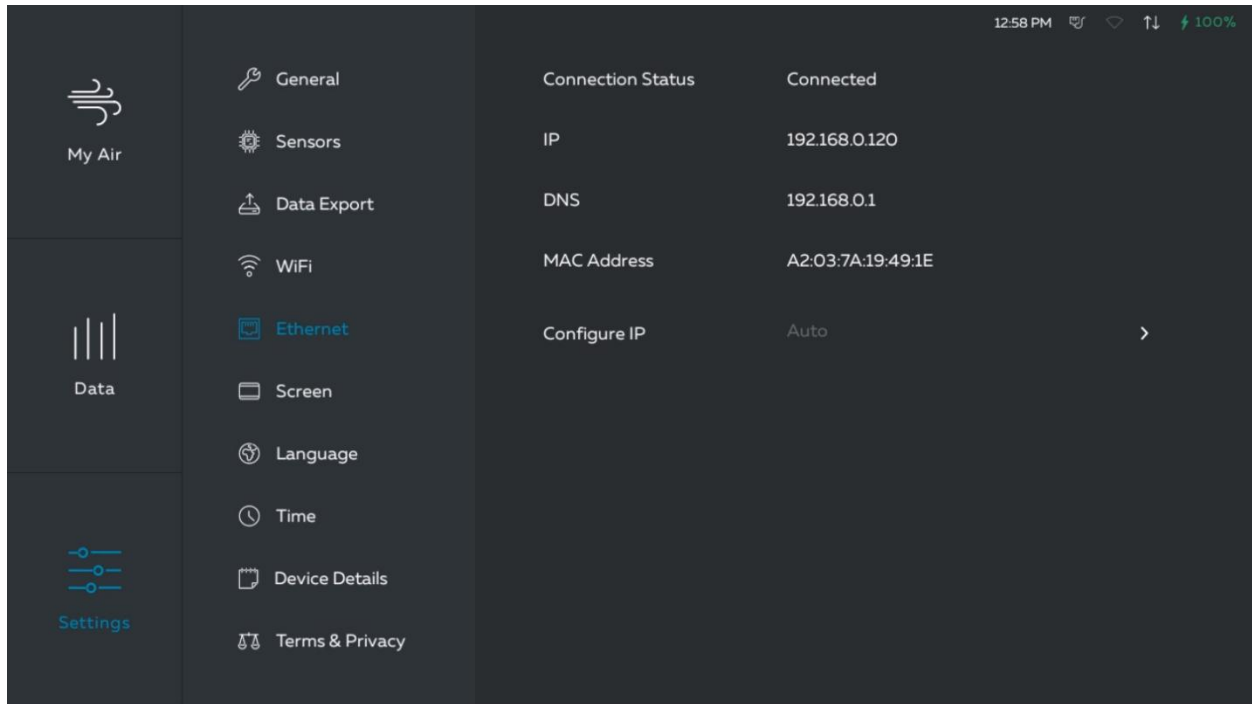 12:58 PM 100%
My Air
Data
Settings
General
Sensors
Data Export
WiFi
Ethernet
Screen
Language
Time
Device Details
Terms & Privacy
Connection Status Connected
IP 192.168.0.120
DNS 192.168.0.1
MAC Address A2:03:7A:19:49:1E
Configure IP Auto